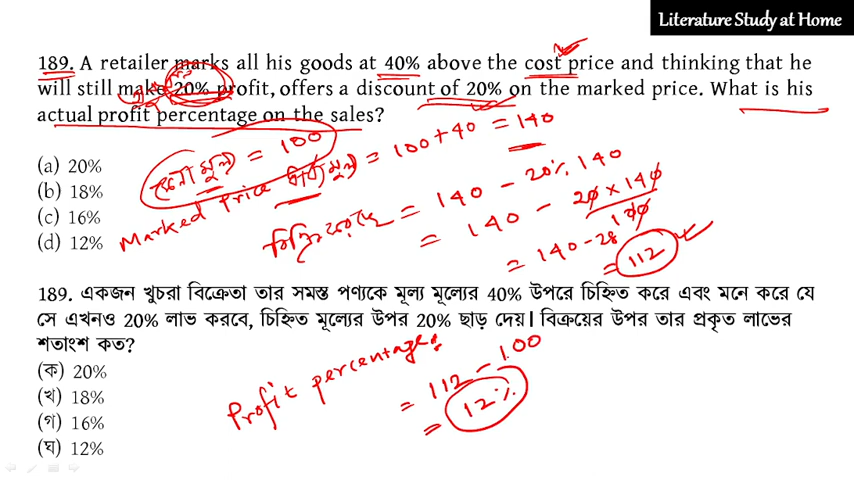 Literature Study at Home
189. A retailer marks all his goods at 40% above the cost price and thinking that he
will still make 20% profit, offers a discount of 20% on the marked price. What is his
actual profit percentage on the sales?
(a) 20%
(b) 18%
(c) 16%
(d) 12%
মূল্য = 100
Marked Price ধার্য মূল্য = 100 + 40 = 140
= 140 - 20% 140
= 140 - 20 × 140
100
= 140 - 28
= 112
189. একজন খুচরা বিক্রেতা তার সমস্ত পণ্যকে মূল্য মূল্যের 40% উপরে চিহ্নিত করে এবং মনে করে যে
সে এখনও 20% লাভ করবে, চিহ্নিত মূল্যের উপর 20% ছাড় দেয়। বিক্রয়ের উপর তার প্রকৃত লাভের
শতাংশ কত?
(ক) 20%
(খ) 18%
(গ) 16%
(ঘ) 12%
Profit percentage:
= 112 - 100
= 12%